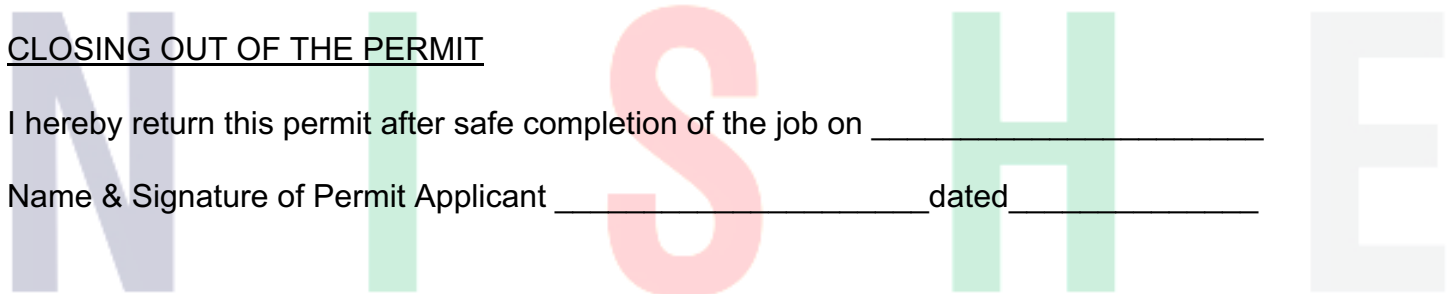 CLOSING OUT OF THE PERMIT
I hereby return this permit after safe completion of the job on ______________________
Name & Signature of Permit Applicant _____________________dated______________
NISHE